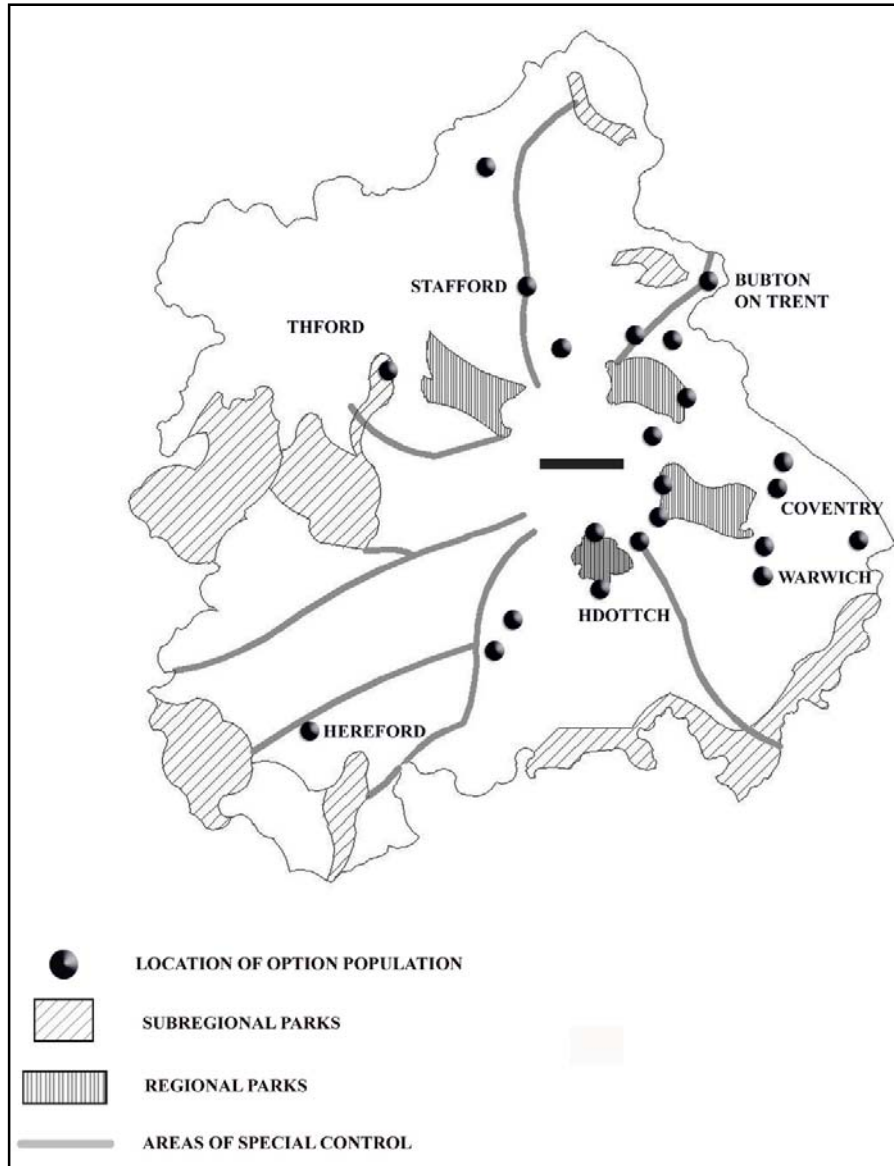 STAFFORD
BUBTON
ON TRENT
THFORD
COVENTRY
WARWICH
HDOTTCH
HEREFORD
LOCATION OF OPTION POPULATION
SUBREGIONAL PARKS
REGIONAL PARKS
AREAS OF SPECIAL CONTROL